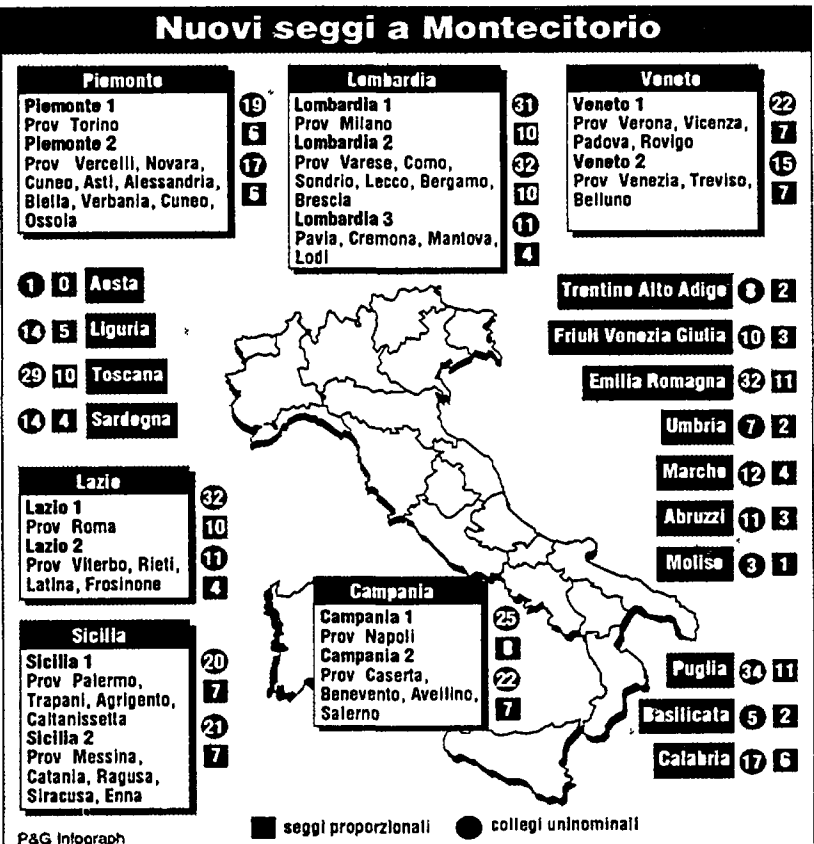 Nuovi seggi a Montecitorio
Piemonte
Piemonte 1
Prov Torino
Piemonte 2
Prov Vercelli, Novara,
Cuneo, Asti, Alessandria,
Biella, Verbania, Cuneo,
Ossola
19
6
17
6
Lombardia
Lombardia 1
Prov Milano
Lombardia 2
Prov Varese, Como,
Sondrio, Lecco, Bergamo,
Brescia
Lombardia 3
Pavia, Cremona, Mantova,
Lodi
31
10
32
10
11
4
Veneto
Veneto 1
Prov Verona, Vicenza,
Padova, Rovigo
Veneto 2
Prov Venezia, Treviso,
Belluno
22
7
15
7
1 0 Aosta
14 5 Liguria
29 10 Toscana
14 4 Sardegna
Trentino Alto Adige 8 2
Friuli Venezia Giulia 10 3
Emilia Romagna 32 11
Umbria 7 2
Marche 12 4
Abruzzi 11 3
Molise 3 1
Lazio
Lazio 1
Prov Roma
Lazio 2
Prov Viterbo, Rieti,
Latina, Frosinone
32
10
11
4
Campania
Campania 1
Prov Napoli
Campania 2
Prov Caserta,
Benevento, Avellino,
Salerno
25
8
22
7
Sicilia
Sicilia 1
Prov Palermo,
Trapani, Agrigento,
Caltanissetta
Sicilia 2
Prov Messina,
Catania, Ragusa,
Siracusa, Enna
20
7
21
7
Puglia 34 11
Basilicata 5 2
Calabria 17 6
seggi proporzionali
collegi uninominali
P&G Infograph